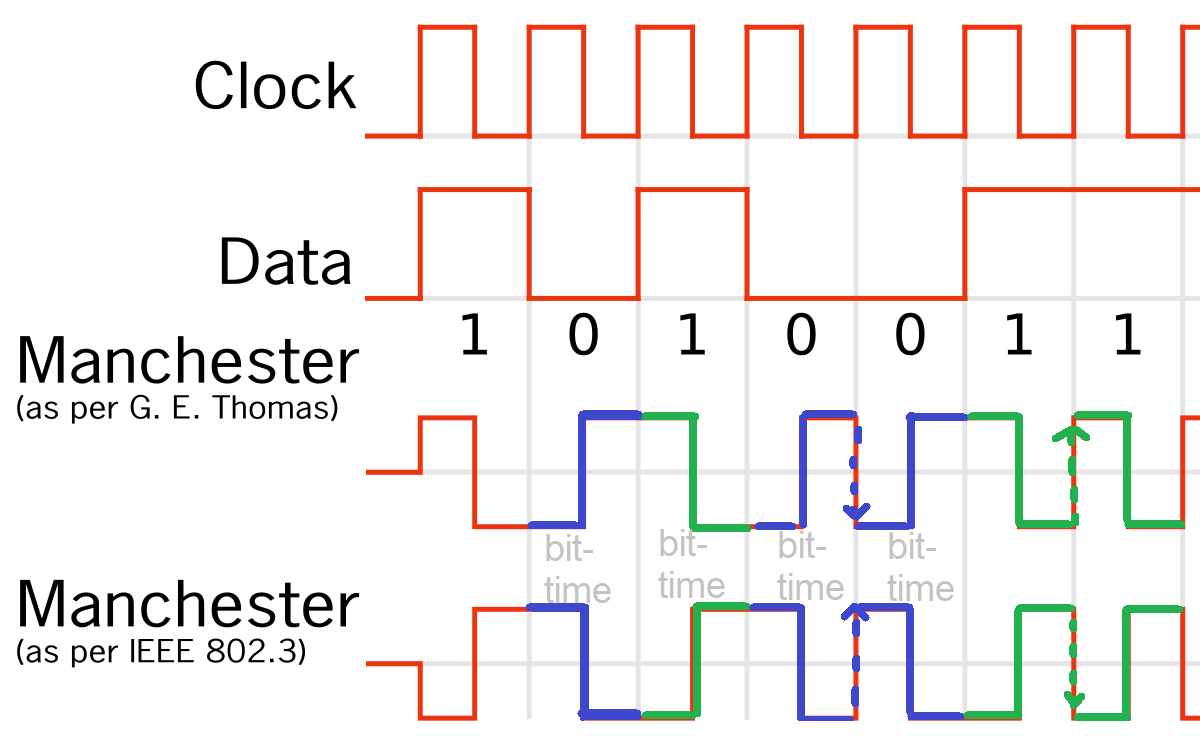 Clock
Data
1 0 1 0 0 1 1
Manchester
(as per G. E. Thomas)
bit-
time
bit-
time
bit-
time
bit-
time
Manchester
(as per IEEE 802.3)